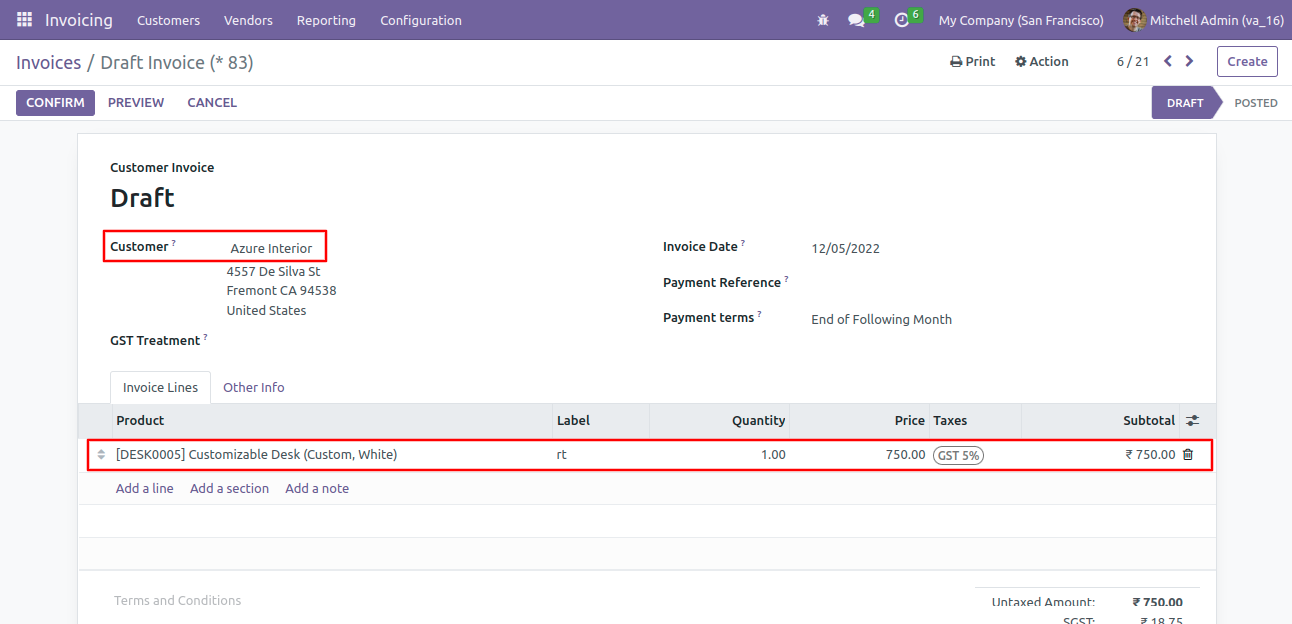 Invoicing Customers Vendors Reporting Configuration 4 6 My Company (San Francisco) Mitchell Admin (va_16)
Invoices / Draft Invoice (* 83) Print Action 6 / 21 Create
CONFIRM PREVIEW CANCEL DRAFT POSTED
Customer Invoice
Draft
Customer ? Azure Interior Invoice Date ? 12/05/2022
4557 De Silva St
Fremont CA 94538 Payment Reference ?
United States Payment terms ? End of Following Month
GST Treatment ?
Invoice Lines Other Info
Product Label Quantity Price Taxes Subtotal
[DESK0005] Customizable Desk (Custom, White) rt 1.00 750.00 GST 5% ₹ 750.00
Add a line Add a section Add a note
Terms and Conditions Untaxed Amount: ₹ 750.00
SGST: ₹ 18.75